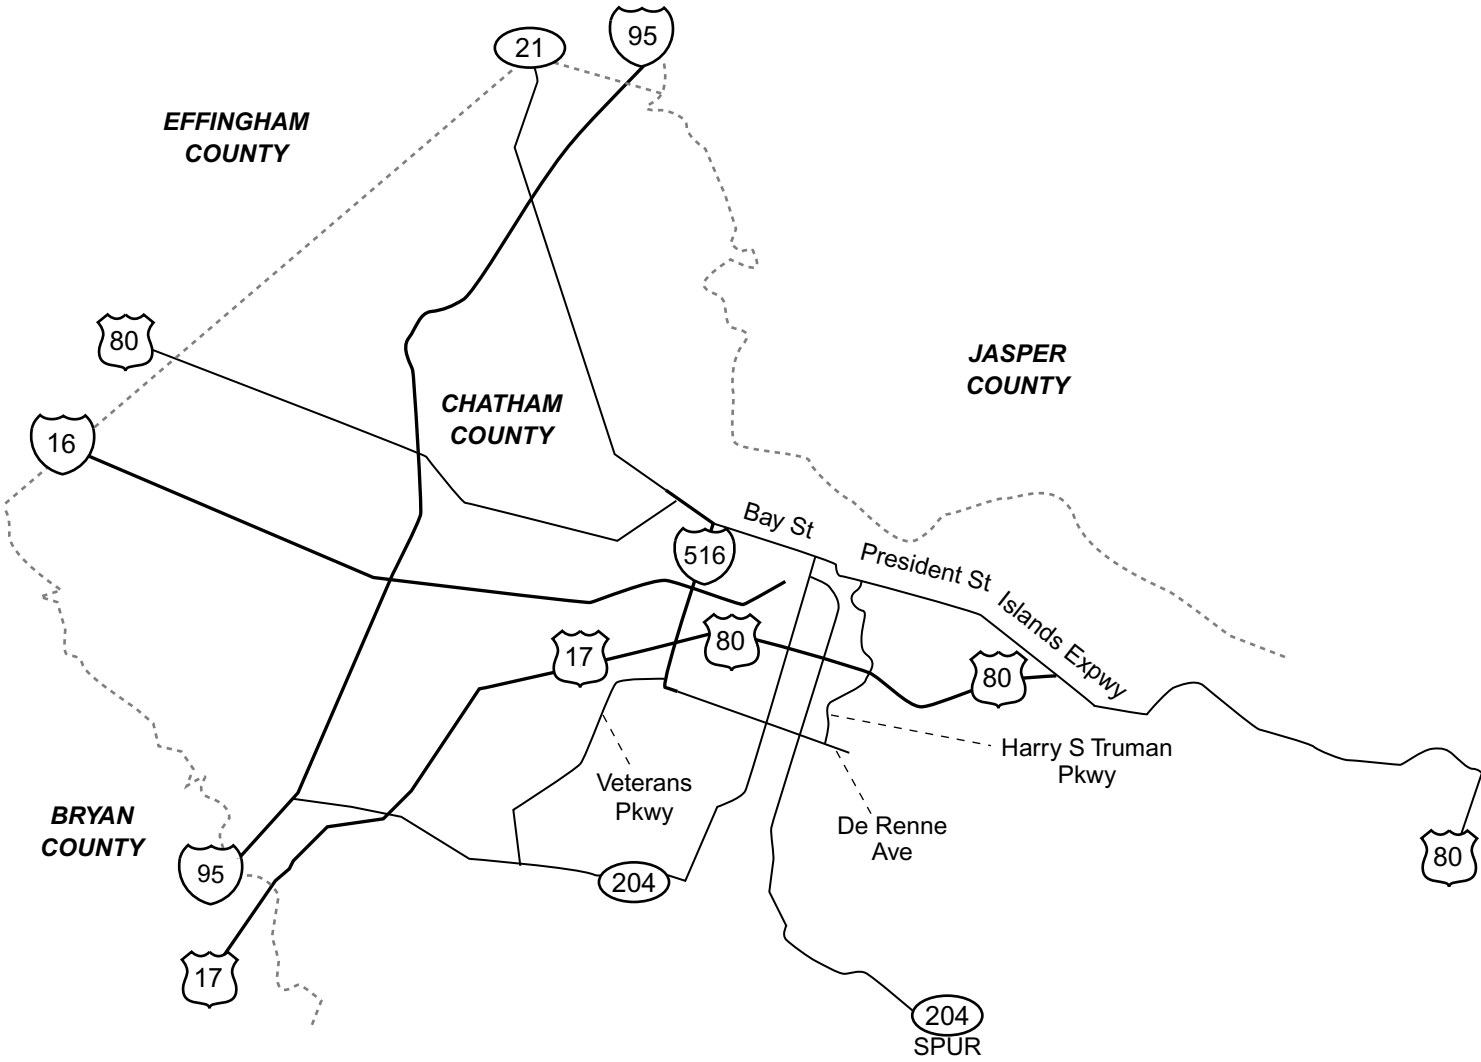 21
95
EFFINGHAM
COUNTY
80
JASPER
COUNTY
CHATHAM
COUNTY
16
Bay St
516
President St
Islands Expwy
17
80
80
Harry S Truman
Pkwy
Veterans
Pkwy
De Renne
Ave
BRYAN
COUNTY
80
95
204
17
204
SPUR